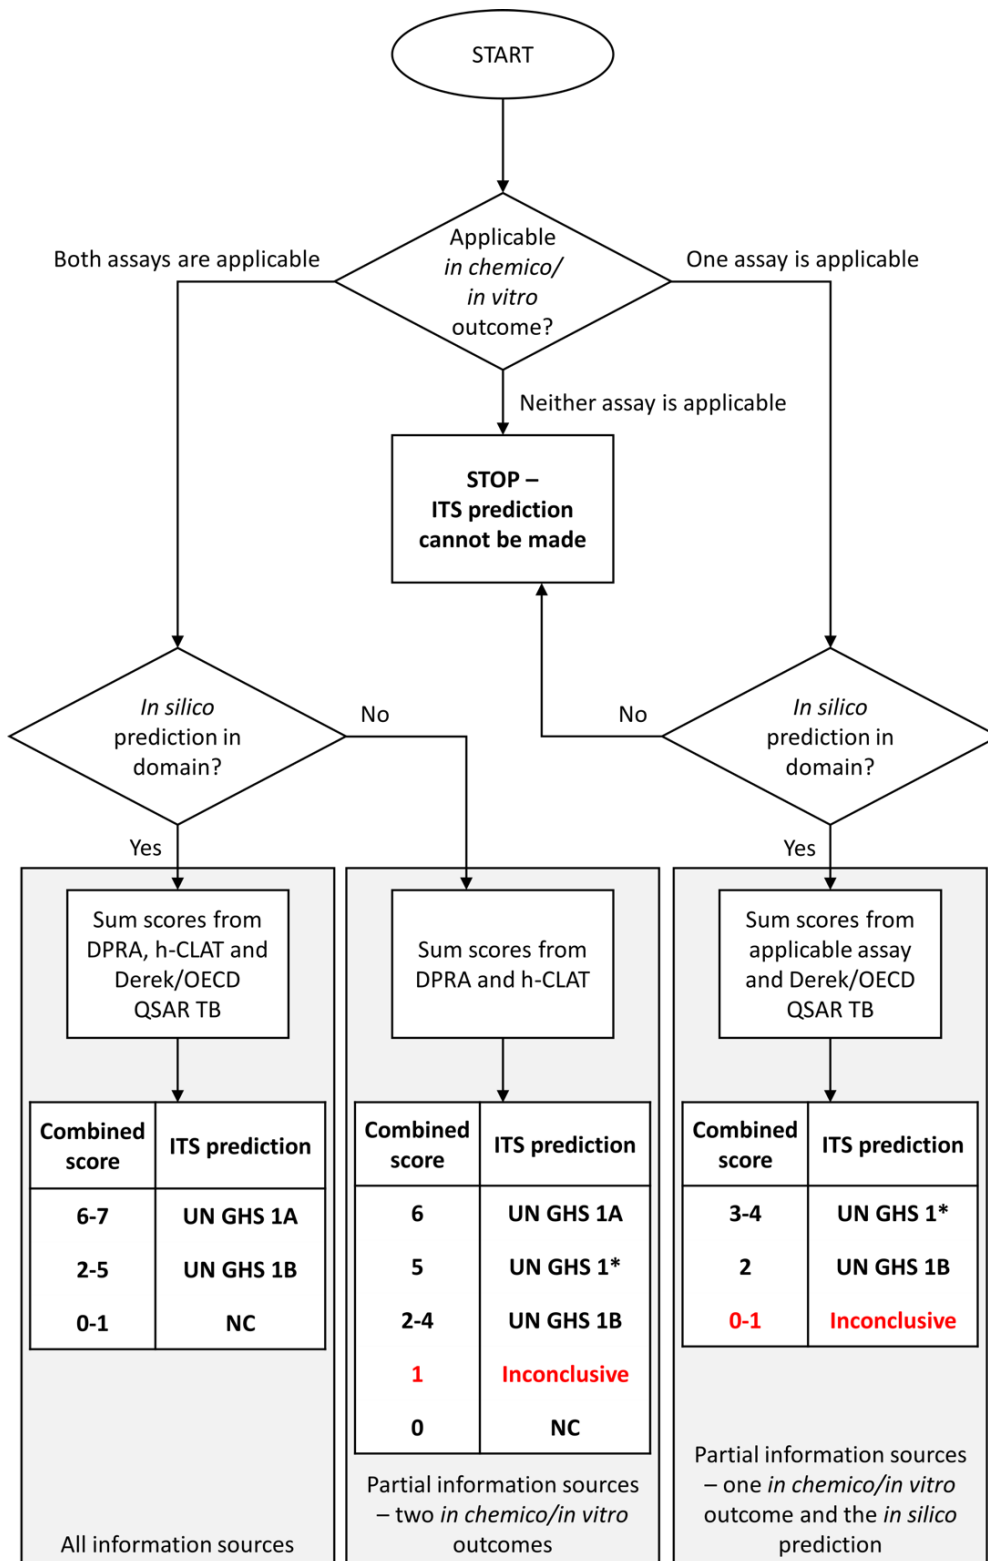 START
Applicable
in chemico/
in vitro
outcome?
Both assays are applicable
One assay is applicable
Neither assay is applicable
STOP –
ITS prediction
cannot be made
In silico
prediction in
domain?
No
Yes
No
In silico
prediction in
domain?
Yes
Sum scores from
DPRA, h-CLAT and
Derek/OECD
QSAR TB
Combined
score
ITS prediction
6-7 UN GHS 1A
2-5 UN GHS 1B
0-1 NC
All information sources
Sum scores from
DPRA and h-CLAT
Combined
score
ITS prediction
6 UN GHS 1A
5 UN GHS 1*
2-4 UN GHS 1B
1 Inconclusive
0 NC
Partial information sources
– two in chemico/in vitro
outcomes
Sum scores from
applicable assay
and Derek/OECD
QSAR TB
Combined
score
ITS prediction
3-4 UN GHS 1*
2 UN GHS 1B
0-1 Inconclusive
Partial information sources
– one in chemico/in vitro
outcome and the in silico
prediction